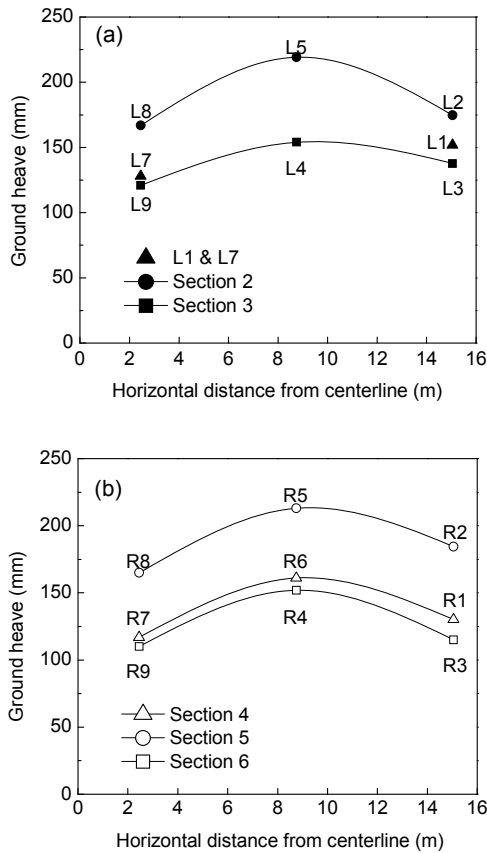 (a)
L5
L8
L2
L7
L1
L9
L4
L3
L1 & L7
Section 2
Section 3
250
200
150
100
50
0
0 2 4 6 8 10 12 14 16
Ground heave (mm)
Horizontal distance from centerline (m)
(b)
R5
R8
R2
R6
R7
R1
R4
R9
R3
Section 4
Section 5
Section 6
250
200
150
100
50
0
0 2 4 6 8 10 12 14 16
Ground heave (mm)
Horizontal distance from centerline (m)